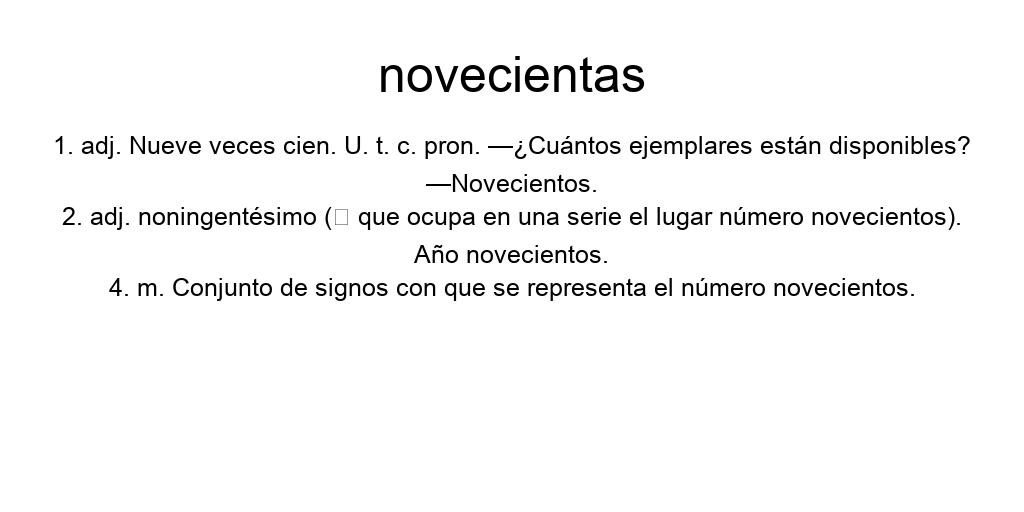 novecientas
1. adj. Nueve veces cien. U. t. c. pron. —¿Cuántos ejemplares están disponibles?
—Novecientos.
2. adj. noningentésimo (□ que ocupa en una serie el lugar número novecientos).
Año novecientos.
4. m. Conjunto de signos con que se representa el número novecientos.